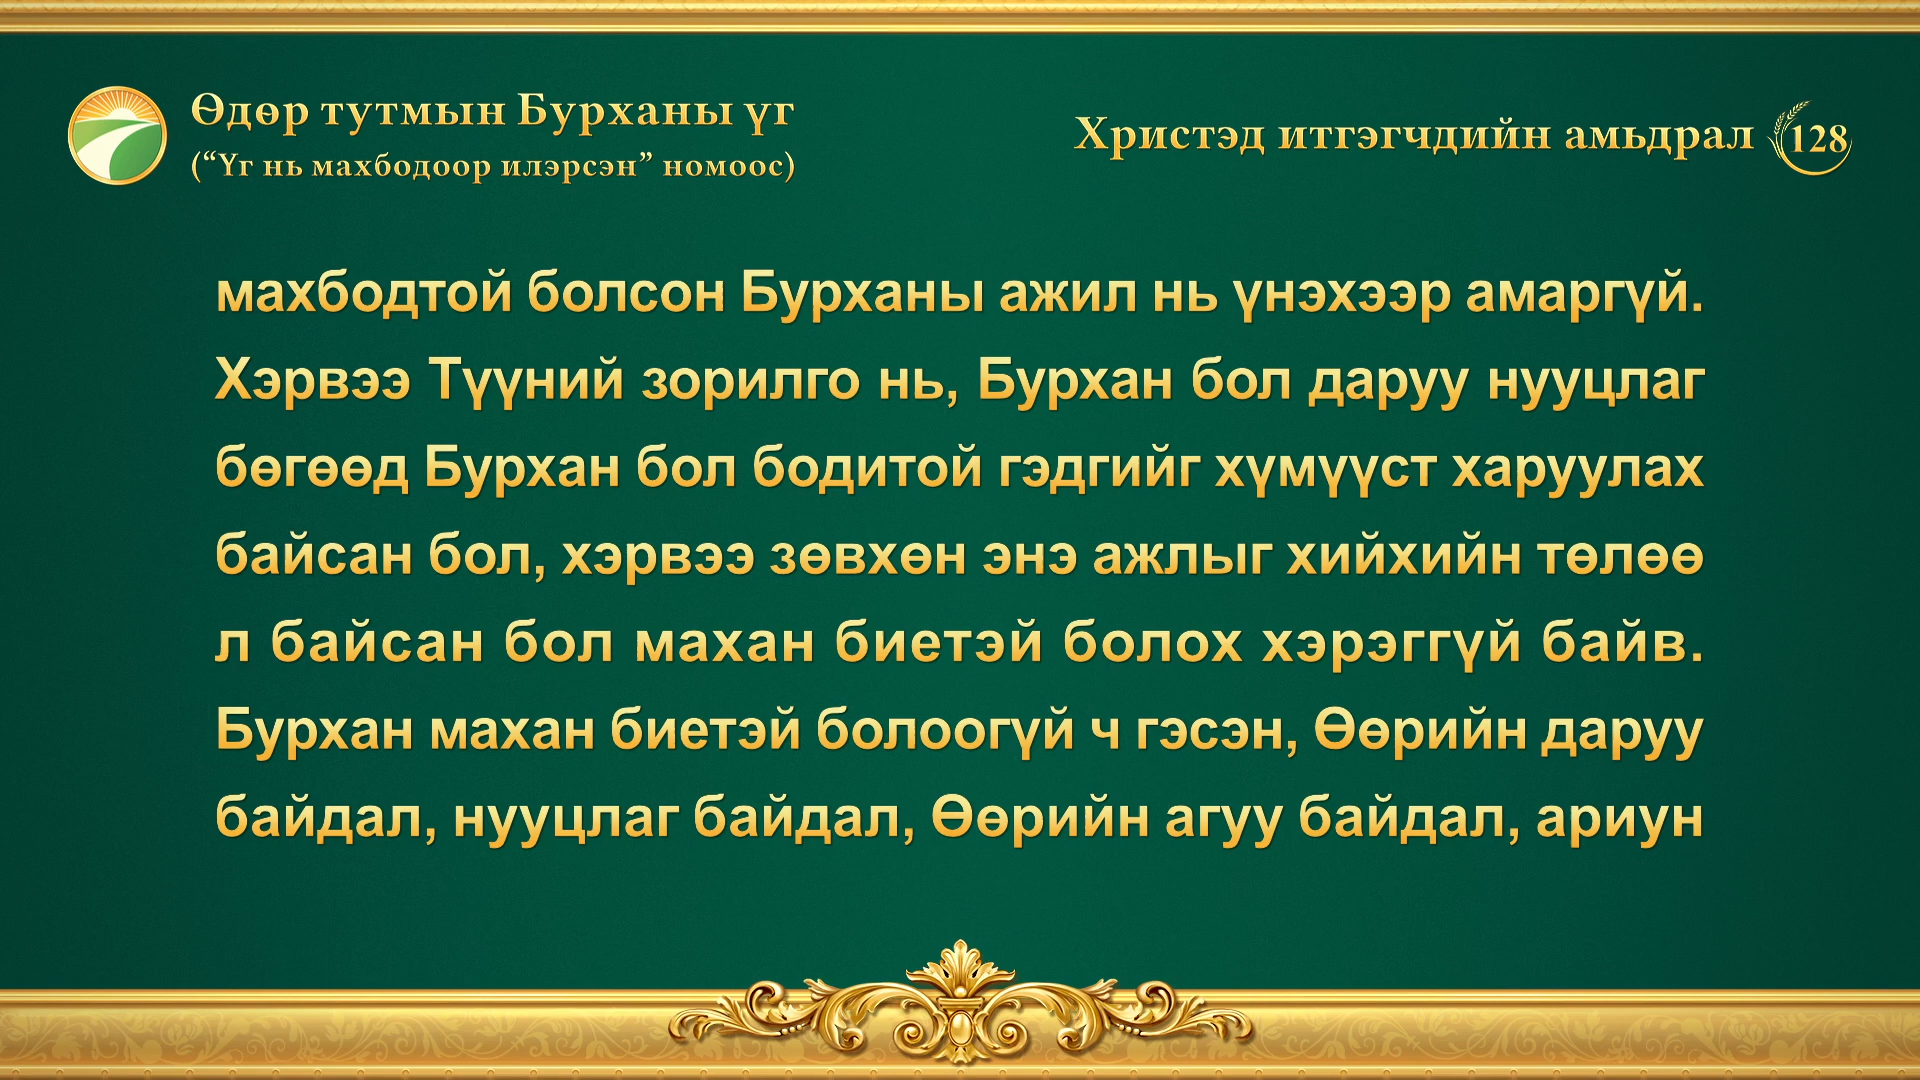 Өдөр тутмын Бурханы үг
(“Үг нь махбодоор илэрсэн” номоос)
Христэд итгэгчдийн амьдрал 128
махбодтой болсон Бурханы ажил нь үнэхээр амаргүй.
Хэрвээ Түүний зорилго нь, Бурхан бол даруу нууцлаг
бөгөөд Бурхан бол бодитой гэдгийг хүмүүст харуулах
байсан бол, хэрвээ зөвхөн энэ ажлыг хийхийн төлөө
л байсан бол махан биетэй болох хэрэггүй байв.
Бурхан махан биетэй болоогүй ч гэсэн, Өөрийн даруу
байдал, нууцлаг байдал, Өөрийн агуу байдал, ариун